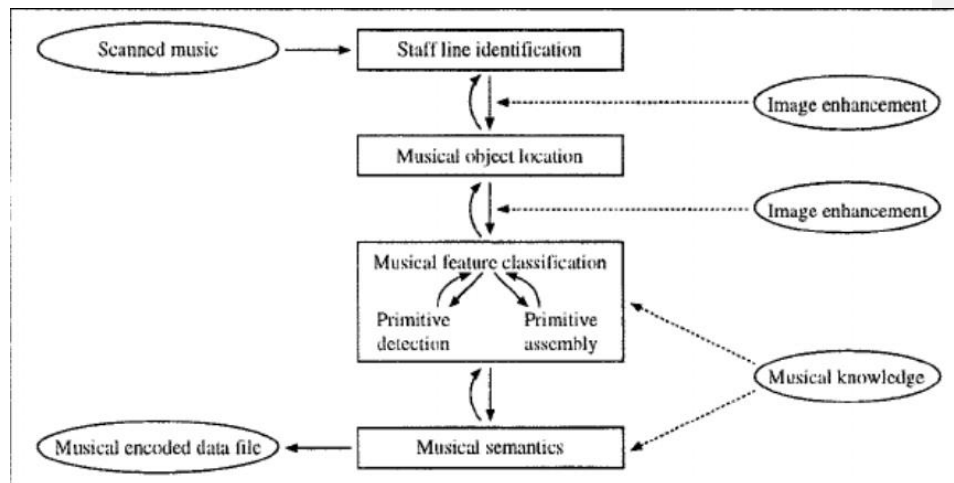 Scanned music
Staff line identification
Image enhancement
Musical object location
Image enhancement
Musical feature classification
Primitive
detection
Primitive
assembly
Musical knowledge
Musical encoded data file
Musical semantics